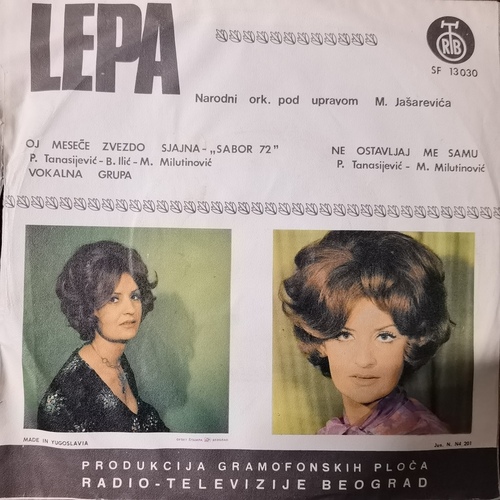 LEPA
RTB
SF 13030
Narodni ork. pod upravom M. Jašarevića
OJ MESEČE ZVEZDO SJAJNA - „SABOR 72"
P. Tanasijević - B. Ilić - M. Milutinović
VOKALNA GRUPA
NE OSTAVLJAJ ME SAMU
P. Tanasijević - M. Milutinović
MADE IN YUGOSLAVIA
PRODUKCIJA GRAMOFONSKIH PLOČA
RADIO-TELEVIZIJE BEOGRAD